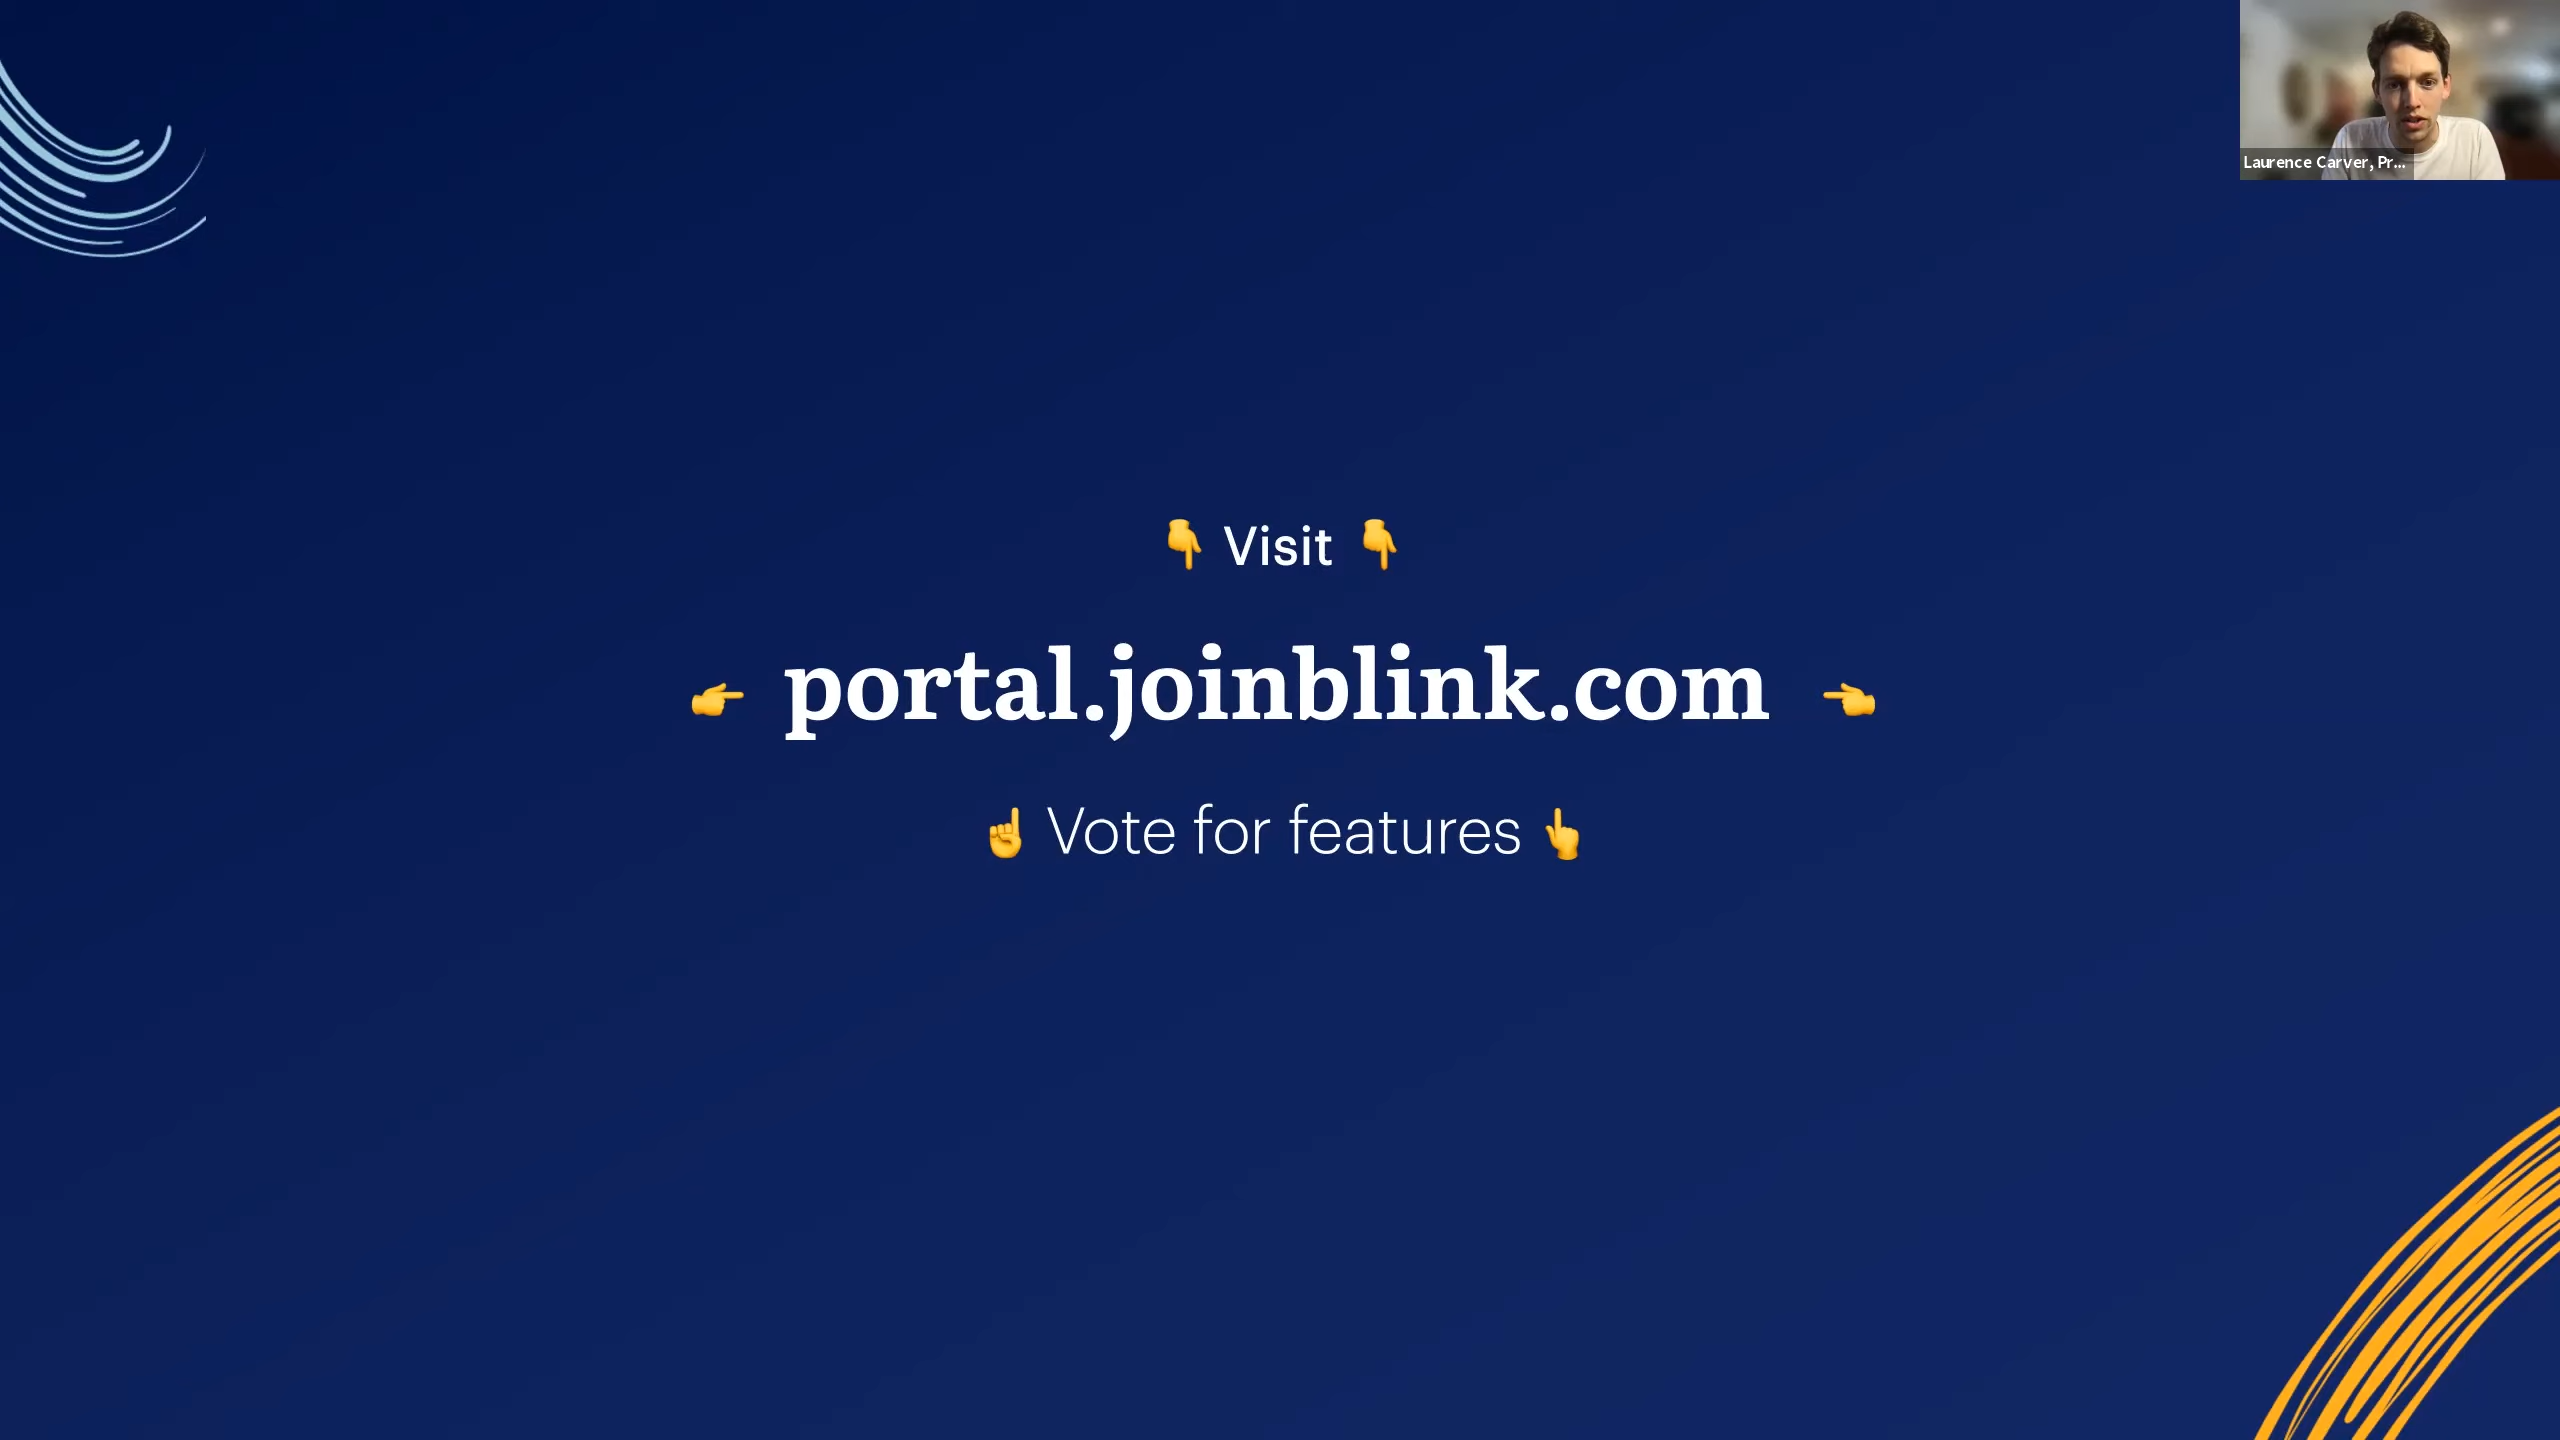 Laurence Carver, Pr...
👇 Visit 👇
👉 portal.joinblink.com 👈
☝️ Vote for features 👆